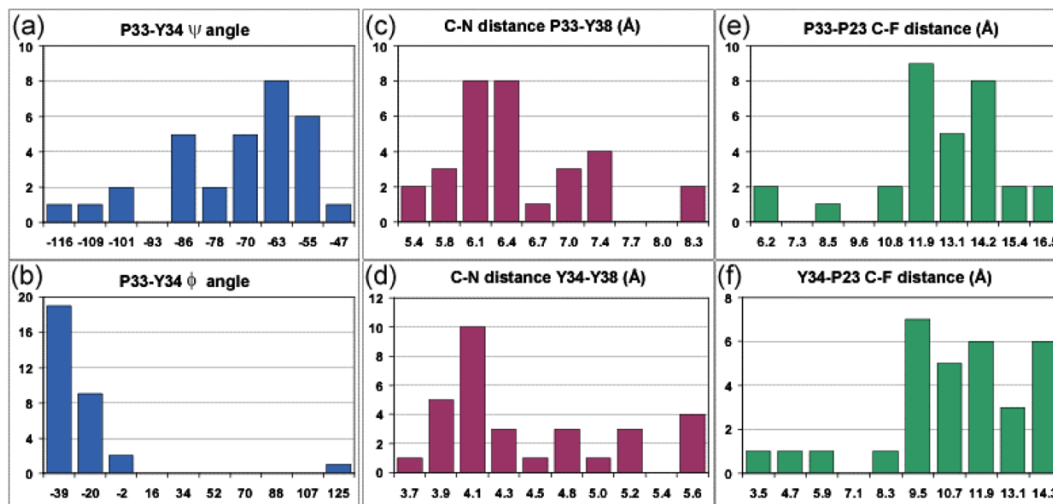 (a)
P33-Y34 ψ angle
10
8
6
4
2
0
-116 -109 -101 -93 -86 -78 -70 -63 -55 -47
(b)
P33-Y34 ϕ angle
20
16
12
8
4
0
-39 -20 -2 16 34 52 70 88 107 125
(c)
C-N distance P33-Y38 (Å)
10
8
6
4
2
0
5.4 5.8 6.1 6.4 6.7 7.0 7.4 7.7 8.0 8.3
(d)
C-N distance Y34-Y38 (Å)
12
10
8
6
4
2
0
3.7 3.9 4.1 4.3 4.5 4.8 5.0 5.2 5.4 5.6
(e)
P33-P23 C-F distance (Å)
10
8
6
4
2
0
6.2 7.3 8.5 9.6 10.8 11.9 13.1 14.2 15.4 16.5
(f)
Y34-P23 C-F distance (Å)
8
6
4
2
0
3.5 4.7 5.9 7.1 8.3 9.5 10.7 11.9 13.1